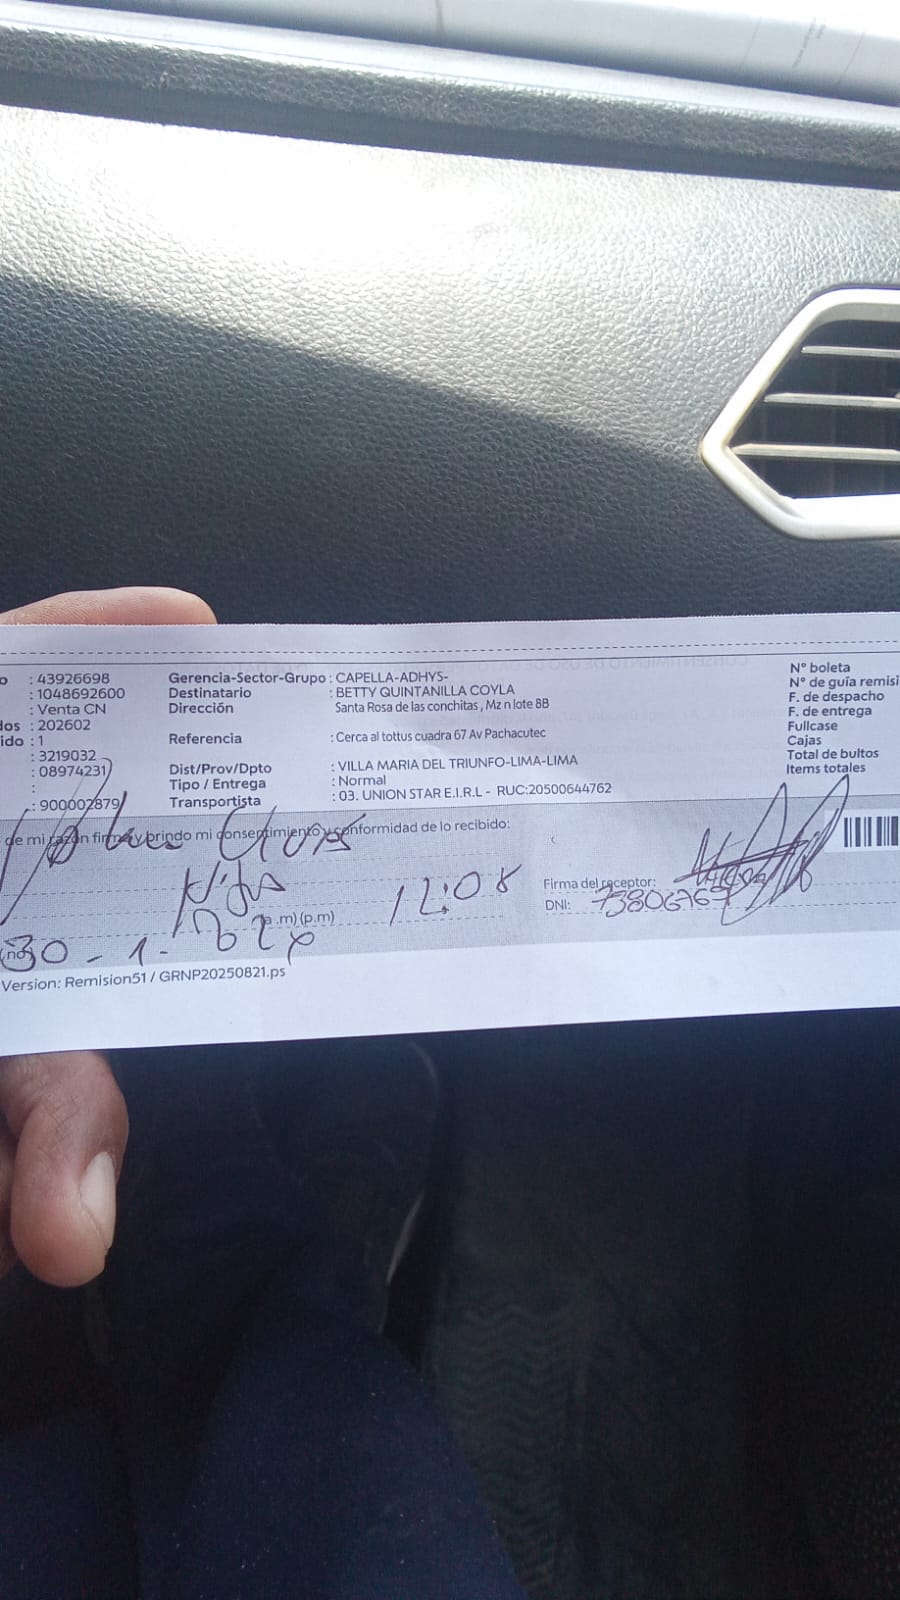 : 43926698 Gerencia-Sector-Grupo : CAPELLA-ADHYS- N° boleta
: 1048692600 Destinatario : BETTY QUINTANILLA COYLA N° de guía remisi
: Venta CN Dirección Santa Rosa de las conchitas , Mz n lote 8B F. de despacho
dos : 202602 F. de entrega
ido : 1 Referencia : Cerca al tottus cuadra 67 Av Pachacutec Fullcase
: 3219032 Cajas
: 08974231 Dist/Prov/Dpto : VILLA MARIA DEL TRIUNFO-LIMA-LIMA Total de bultos
: Tipo / Entrega : Normal Items totales
: 900002879 Transportista : 03. UNION STAR E.I.R.L - RUC:20500644762
de mi razón firma y brindo mi consentimiento y conformidad de lo recibido:
Firma del receptor:
(a.m) (p.m) 12:08 DNI:
(no) 30 - 1 -
Version: Remision51 / GRNP20250821.ps